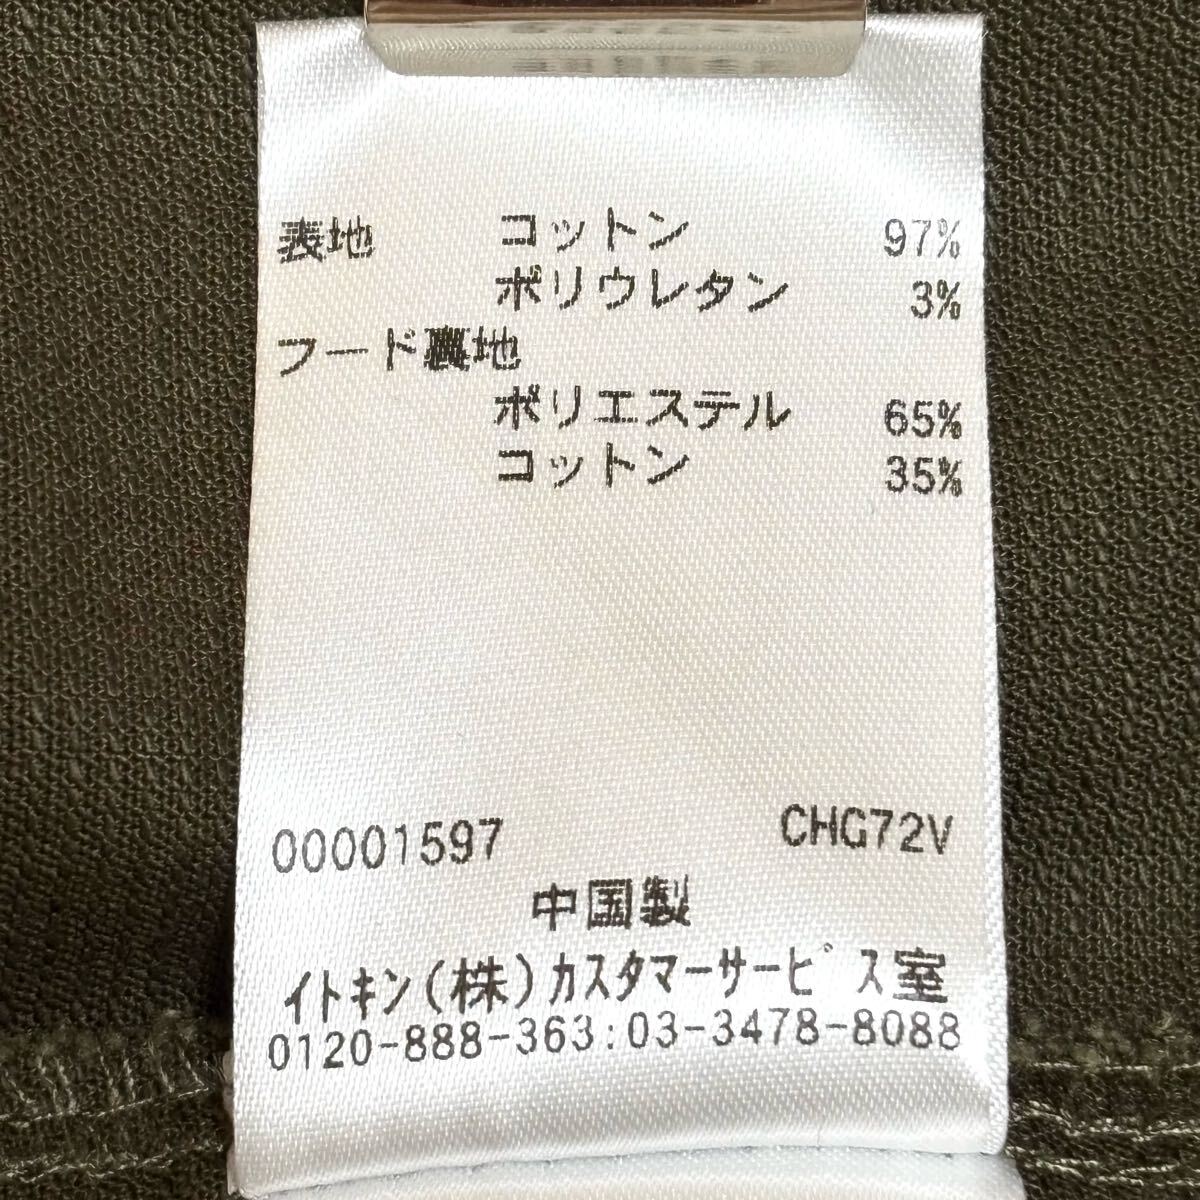 表地 コットン 97%
ポリウレタン 3%
フード裏地
ポリエステル 65%
コットン 35%
00001597 CHG72V
中国製
イトキン(株)カスタマーサービス室
0120-888-363:03-3478-8088